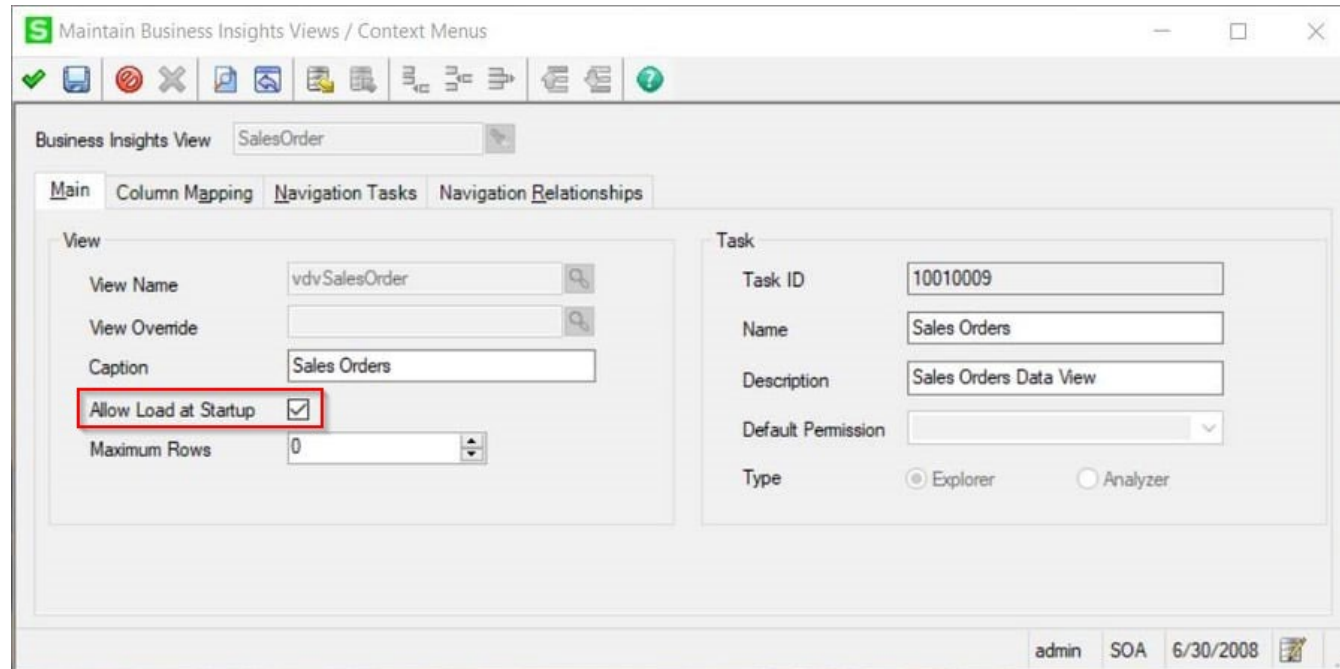 S Maintain Business Insights Views / Context Menus
Business Insights View SalesOrder
Main Column Mapping Navigation Tasks Navigation Relationships
View
View Name vdvSalesOrder
View Override
Caption Sales Orders
Allow Load at Startup
Maximum Rows 0
Task
Task ID 10010009
Name Sales Orders
Description Sales Orders Data View
Default Permission
Type Explorer Analyzer
admin SOA 6/30/2008